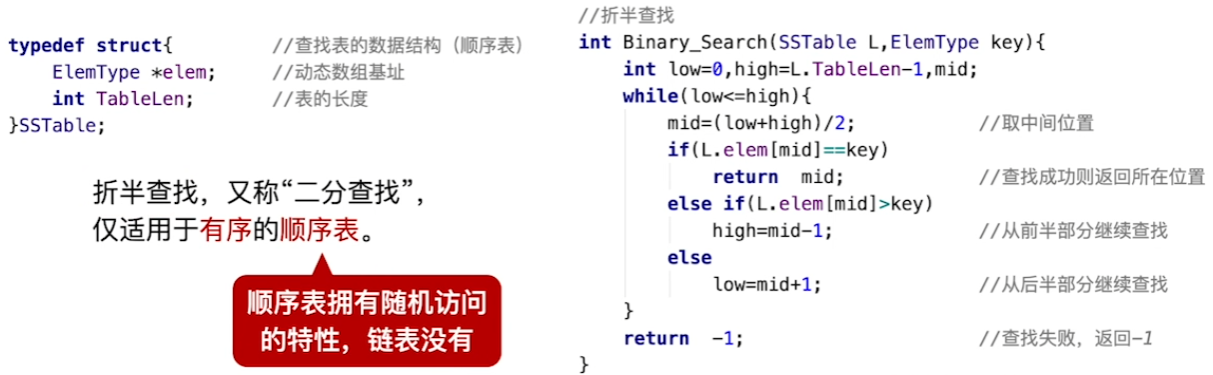 typedef struct{ //查找表的数据结构（顺序表）
ElemType *elem; //动态数组基址
int TableLen; //表的长度
}SSTable;
折半查找，又称“二分查找”，
仅适用于有序的顺序表。
顺序表拥有随机访问
的特性，链表没有
//折半查找
int Binary_Search(SSTable L,ElemType key){
int low=0,high=L.TableLen-1,mid;
while(low<=high){
mid=(low+high)/2; //取中间位置
if(L.elem[mid]==key)
return mid; //查找成功则返回所在位置
else if(L.elem[mid]>key)
high=mid-1; //从前半部分继续查找
else
low=mid+1; //从后半部分继续查找
}
return -1; //查找失败，返回-1
}